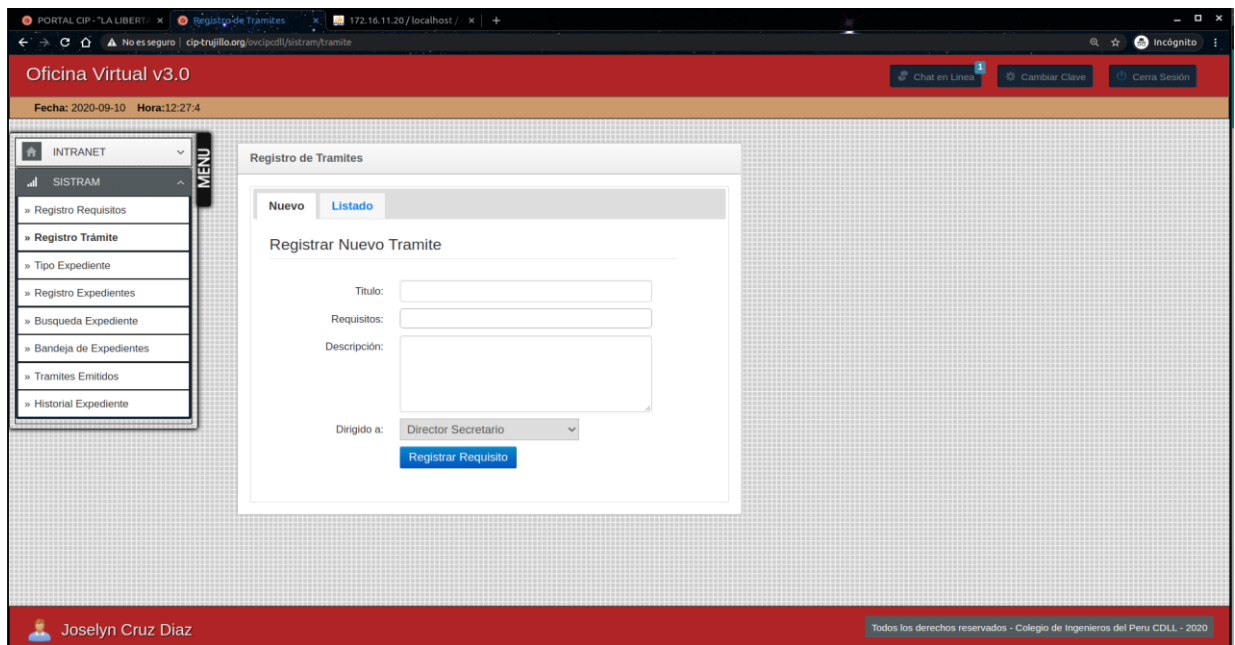 PORTAL CIP - "LA LIBERTA
Registro de Tramites
172.16.11.20 / localhost /
No es seguro | cip-trujillo.org/ovcipcdll/sistram/tramite
Incógnito
Oficina Virtual v3.0
Chat en Linea
1
Cambiar Clave
Cerra Sesión
Fecha: 2020-09-10 Hora:12:27:4
INTRANET
MENU
SISTRAM
» Registro Requisitos
» Registro Trámite
» Tipo Expediente
» Registro Expedientes
» Busqueda Expediente
» Bandeja de Expedientes
» Tramites Emitidos
» Historial Expediente
Registro de Tramites
Nuevo Listado
Registrar Nuevo Tramite
Titulo:
Requisitos:
Descripción:
Dirigido a: Director Secretario
Registrar Requisito
Joselyn Cruz Diaz
Todos los derechos reservados - Colegio de Ingenieros del Peru CDLL - 2020